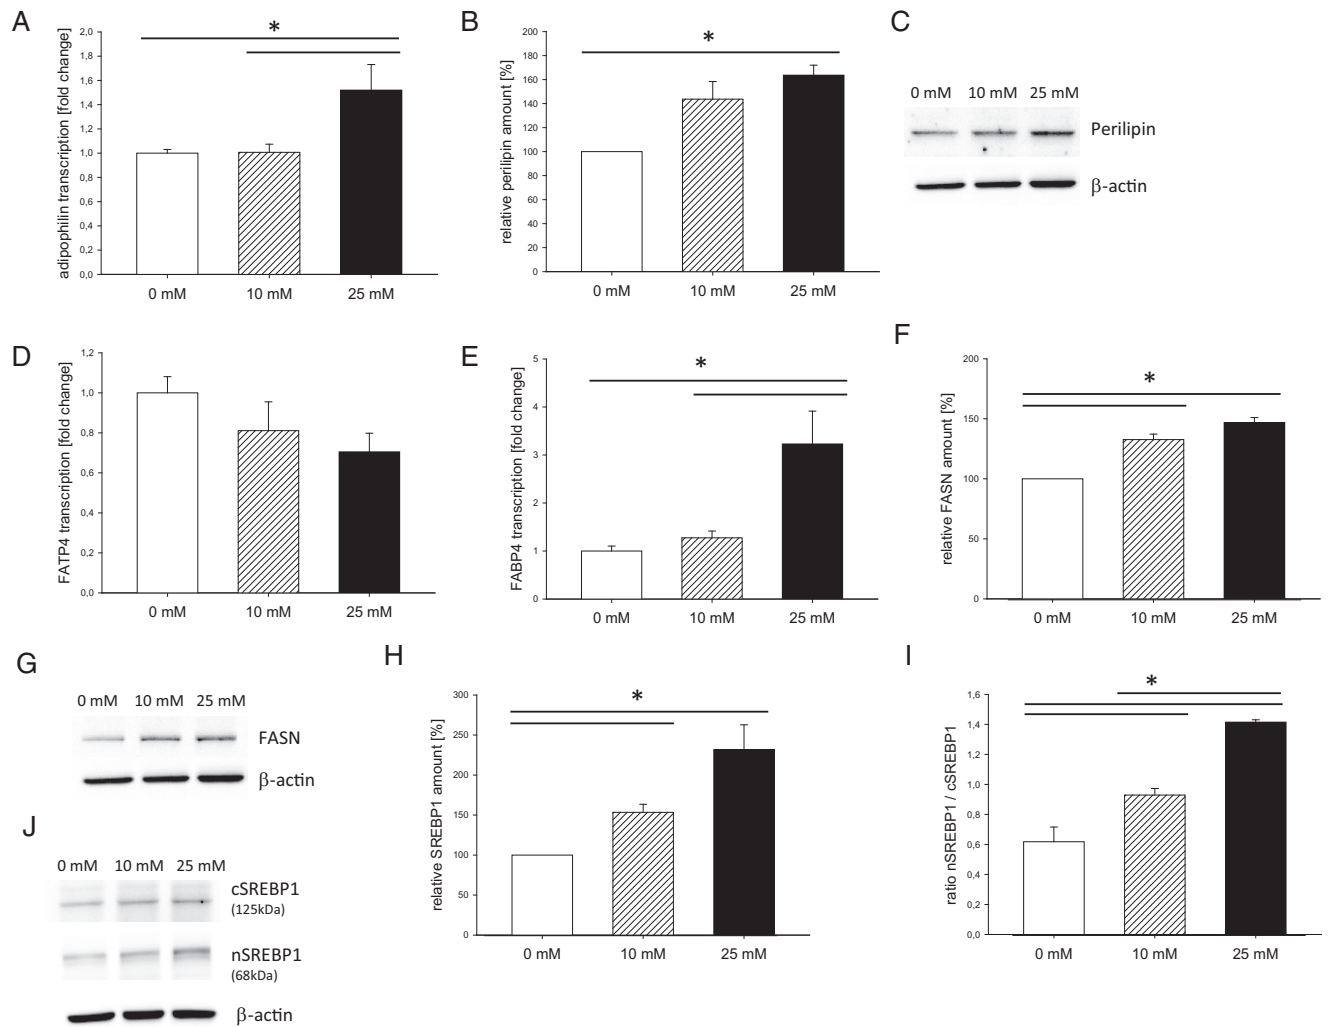 A
adipophilin transcription [fold change]
2,0
1,8
1,6
1,4
1,2
1,0
0,8
0,6
0,4
0,2
0,0
*
0 mM 10 mM 25 mM
B
relative perilipin amount [%]
200
180
160
140
120
100
80
60
40
20
0
*
0 mM 10 mM 25 mM
C
0 mM 10 mM 25 mM
Perilipin
β-actin
D
FATP4 transcription [fold change]
1,2
1,0
0,8
0,6
0,4
0,2
0,0
0 mM 10 mM 25 mM
E
FABP4 transcription [fold change]
5
4
3
2
1
0
*
0 mM 10 mM 25 mM
F
relative FASN amount [%]
200
150
100
50
0
*
0 mM 10 mM 25 mM
G
0 mM 10 mM 25 mM
FASN
β-actin
H
relative SREBP1 amount [%]
300
250
200
150
100
50
0
*
0 mM 10 mM 25 mM
I
ratio nSREBP1 / cSREBP1
1,6
1,4
1,2
1,0
0,8
0,6
0,4
0,2
0,0
*
0 mM 10 mM 25 mM
J
0 mM 10 mM 25 mM
cSREBP1
(125kDa)
nSREBP1
(68kDa)
β-actin